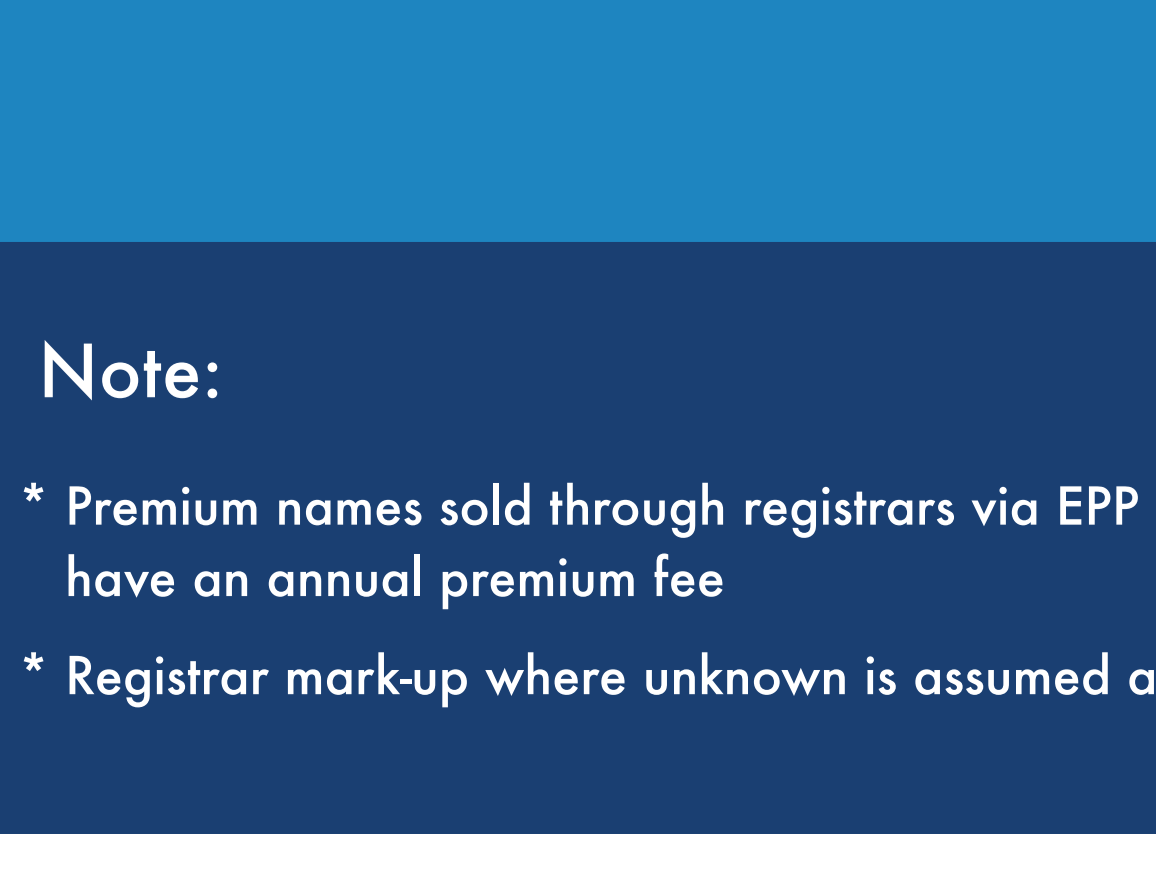 Note:
* Premium names sold through registrars via EPP
have an annual premium fee
* Registrar mark-up where unknown is assumed a